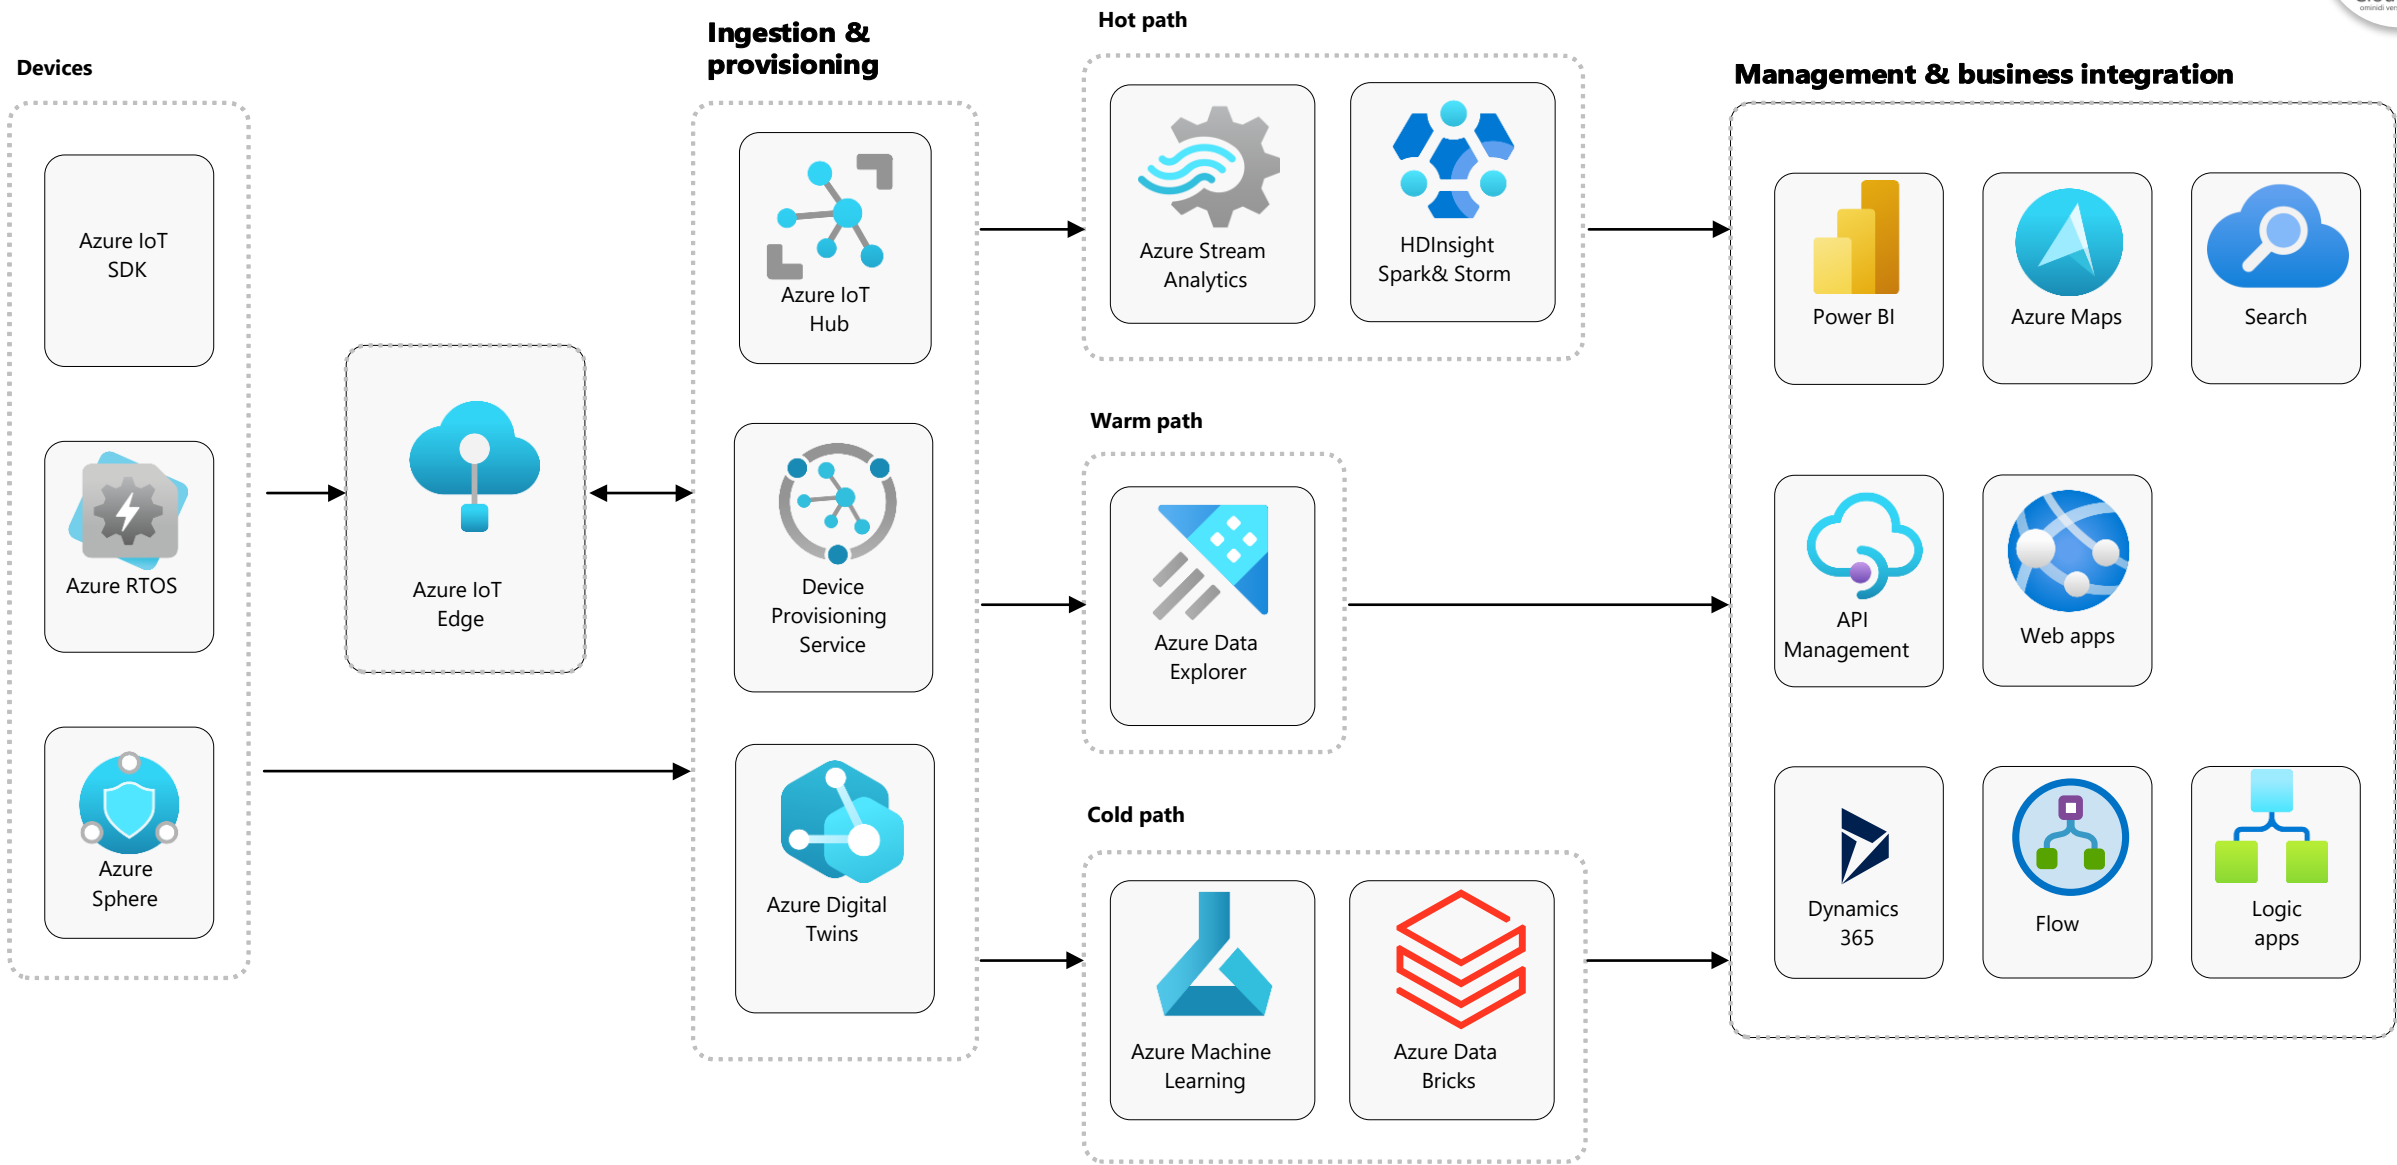 Devices
Azure IoT
SDK
Azure RTOS
Azure
Sphere
Azure IoT
Edge
Ingestion &
provisioning
Azure IoT
Hub
Device
Provisioning
Service
Azure Digital
Twins
Hot path
Azure Stream
Analytics
HDInsight
Spark& Storm
Warm path
Azure Data
Explorer
Cold path
Azure Machine
Learning
Azure Data
Bricks
Management & business integration
Power BI
Azure Maps
Search
API
Management
Web apps
Dynamics
365
Flow
Logic
apps